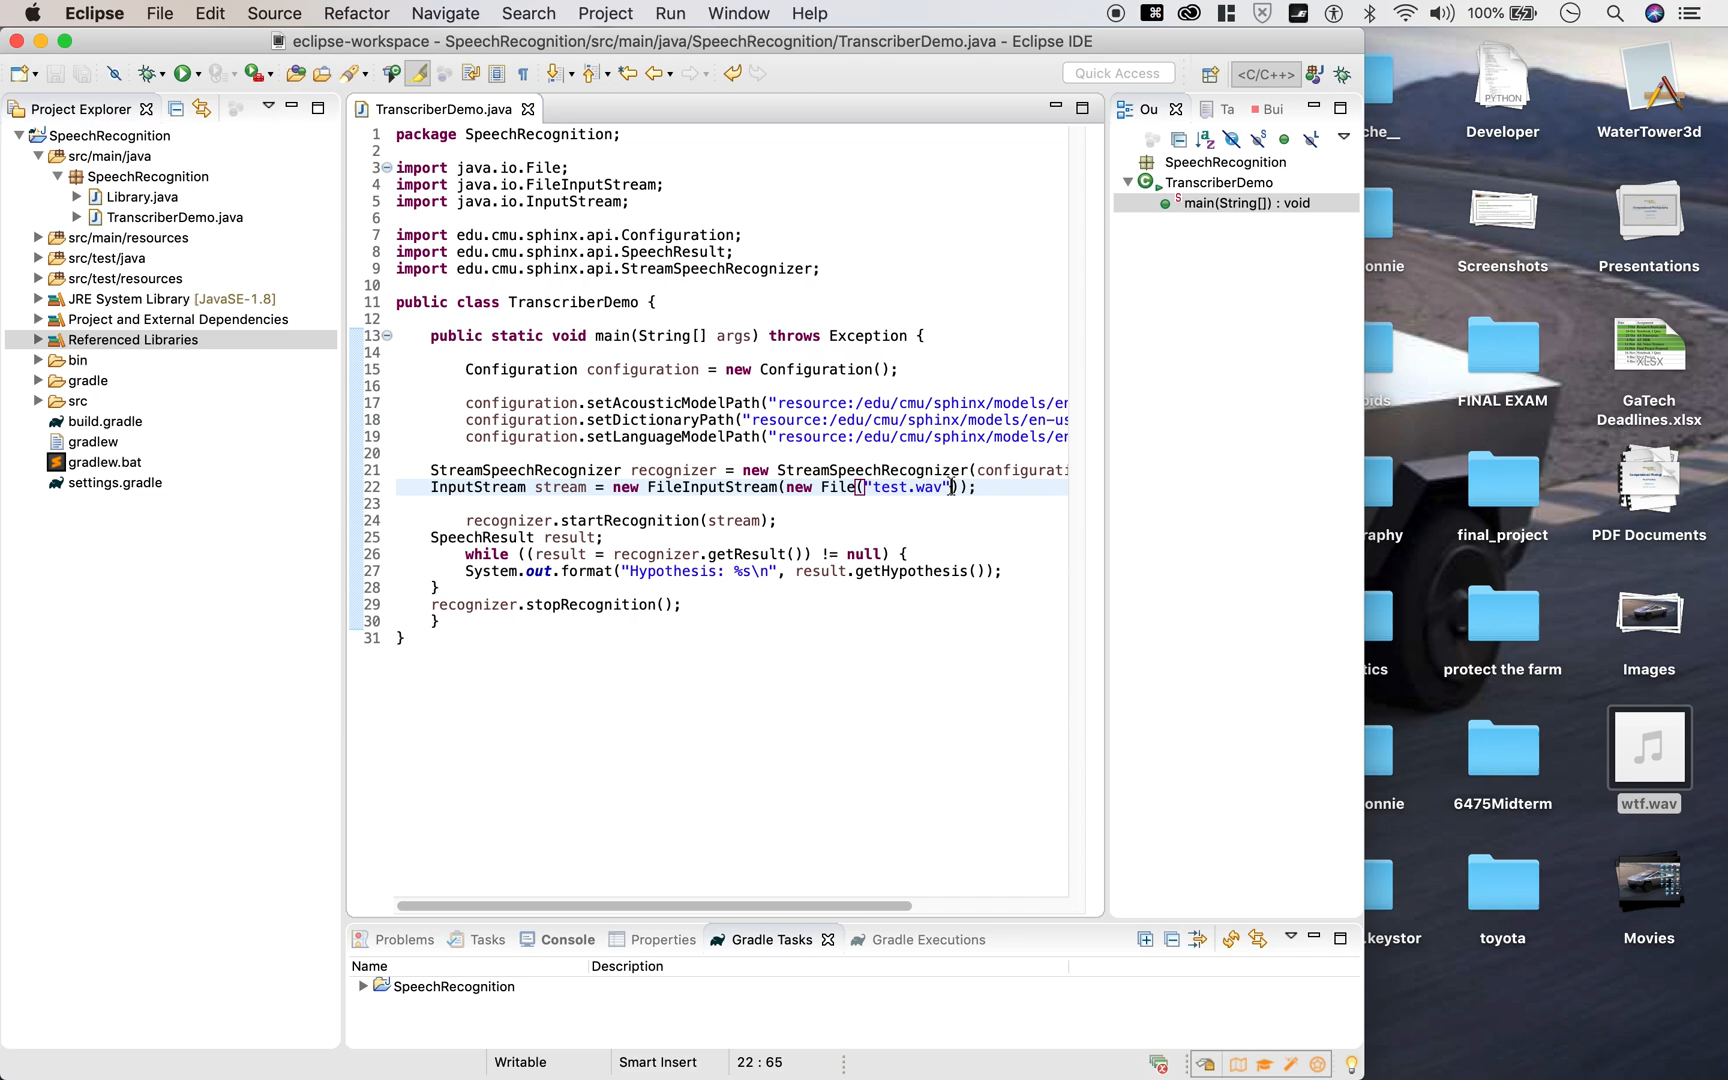 Eclipse File Edit Source Refactor Navigate Search Project Run Window Help 100%
eclipse-workspace - SpeechRecognition/src/main/java/SpeechRecognition/TranscriberDemo.java - Eclipse IDE
Quick Access
<C/C++>
Project Explorer
SpeechRecognition
src/main/java
SpeechRecognition
Library.java
TranscriberDemo.java
src/main/resources
src/test/java
src/test/resources
JRE System Library [JavaSE-1.8]
Project and External Dependencies
Referenced Libraries
bin
gradle
src
build.gradle
gradlew
gradlew.bat
settings.gradle
TranscriberDemo.java
1 package SpeechRecognition;
2
3 import java.io.File;
4 import java.io.FileInputStream;
5 import java.io.InputStream;
6
7 import edu.cmu.sphinx.api.Configuration;
8 import edu.cmu.sphinx.api.SpeechResult;
9 import edu.cmu.sphinx.api.StreamSpeechRecognizer;
10
11 public class TranscriberDemo {
12
13 public static void main(String[] args) throws Exception {
14
15 Configuration configuration = new Configuration();
16
17 configuration.setAcousticModelPath("resource:/edu/cmu/sphinx/models/en
18 configuration.setDictionaryPath("resource:/edu/cmu/sphinx/models/en-us
19 configuration.setLanguageModelPath("resource:/edu/cmu/sphinx/models/en
20
21 StreamSpeechRecognizer recognizer = new StreamSpeechRecognizer(configurati
22 InputStream stream = new FileInputStream(new File("test.wav"));
23
24 recognizer.startRecognition(stream);
25 SpeechResult result;
26 while ((result = recognizer.getResult()) != null) {
27 System.out.format("Hypothesis: %s\n", result.getHypothesis());
28 }
29 recognizer.stopRecognition();
30 }
31 }
Ou Ta Bui
SpeechRecognition
TranscriberDemo
main(String[]) : void
Problems Tasks Console Properties Gradle Tasks Gradle Executions
Name Description
SpeechRecognition
Writable Smart Insert 22 : 65
PYTHON
che__ Developer WaterTower3d
onnie Screenshots Presentations
XLSX
oids FINAL EXAM GaTech Deadlines.xlsx
raphy final_project PDF Documents
tics protect the farm Images
onnie 6475Midterm wtf.wav
.keystor toyota Movies